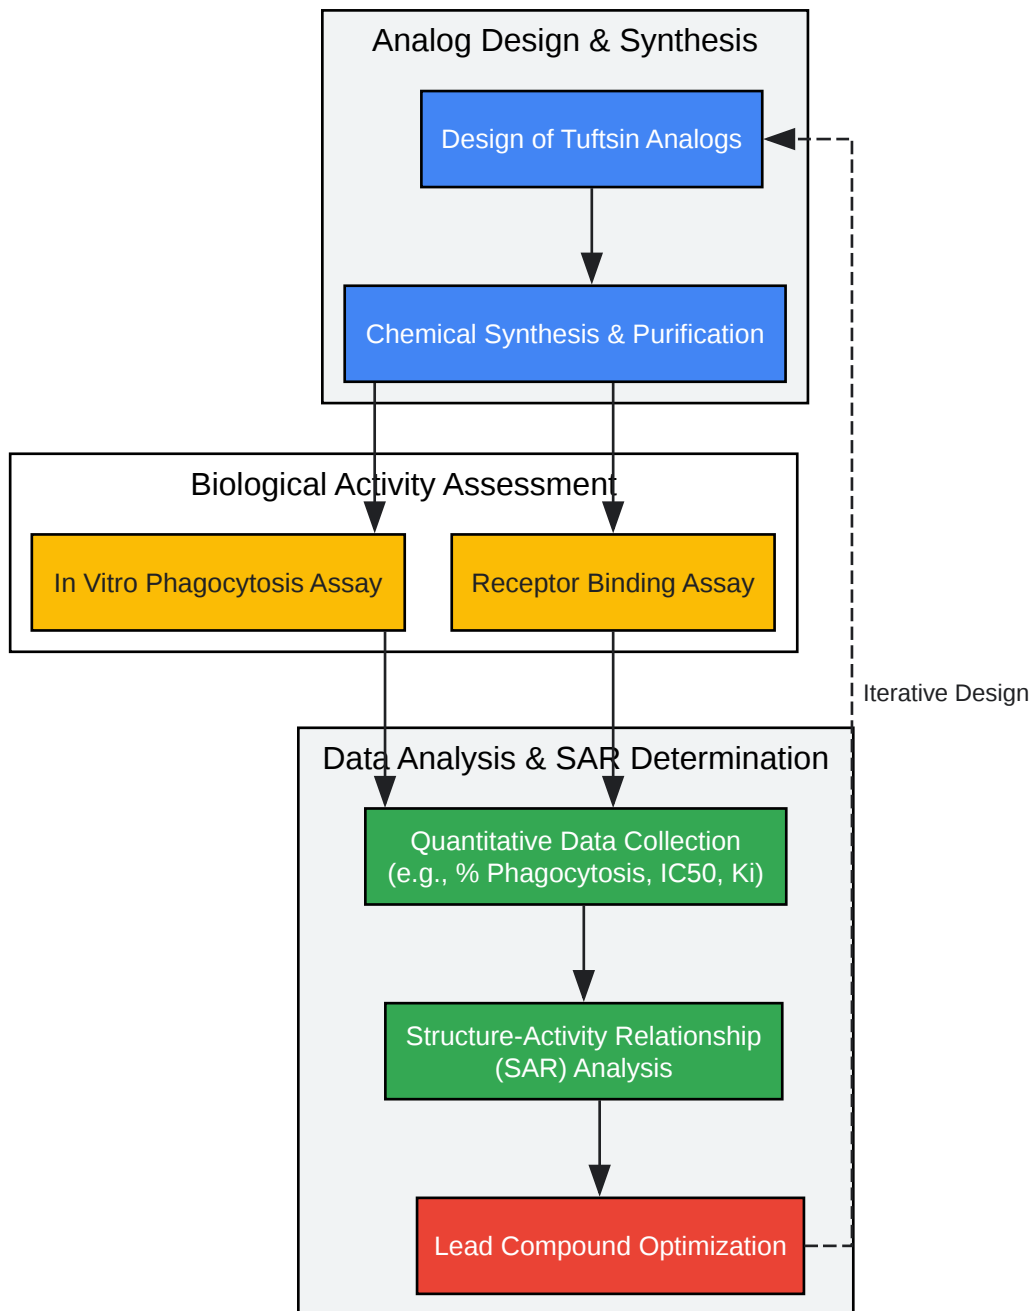 Analog Design & Synthesis
Design of Tuftsin Analogs
Chemical Synthesis & Purification
Biological Activity Assessment
In Vitro Phagocytosis Assay
Receptor Binding Assay
Iterative Design
Data Analysis & SAR Determination
Quantitative Data Collection
(e.g., % Phagocytosis, IC50, Ki)
Structure-Activity Relationship
(SAR) Analysis
Lead Compound Optimization